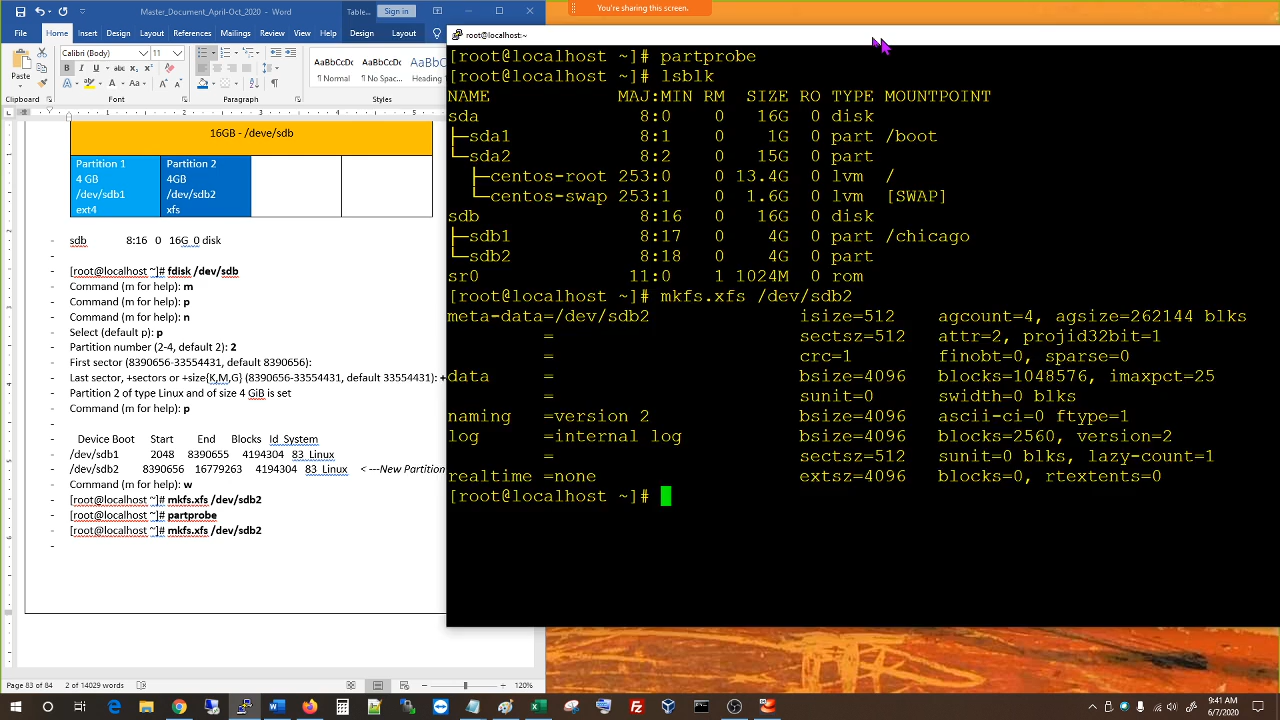 You're sharing this screen.
Master_Document_April-Oct_2020
Table...
Sign in
File Home Insert Draw Design Layout References Mailings Review View Help Design Layout
Calibri (Body) 11
Paste
B I U
AaBbCcDc AaBbCcDc AaBbC
¶ Normal ¶ No Spac... Heading
Clipboard Font Paragraph Styles
16GB - /deve/sdb
Partition 1 Partition 2
4 GB 4GB
/dev/sdb1 /dev/sdb2
ext4 xfs
- sdb 8:16 0 16G 0 disk
-
- [root@localhost ~]# fdisk /dev/sdb
- Command (m for help): m
- Command (m for help): p
- Command (m for help): n
- Select (default p): p
- Partition number (2-4, default 2): 2
- First sector (8390656-33554431, default 8390656):
- Last sector, +sectors or +size{K,M,G} (8390656-33554431, default 33554431): +
- Partition 2 of type Linux and of size 4 GiB is set
- Command (m for help): p
-
- Device Boot Start End Blocks Id System
- /dev/sdb1 2048 8390655 4194304 83 Linux
- /dev/sdb2 8390656 16779263 4194304 83 Linux < ---New Partition
- Command (m for help): w
- [root@localhost ~]# mkfs.xfs /dev/sdb2
- [root@localhost ~]# partprobe
- [root@localhost ~]# mkfs.xfs /dev/sdb2
-
Page 83 of 84 2 of 14029 words 120%
root@localhost:~
[root@localhost ~]# partprobe
[root@localhost ~]# lsblk
NAME MAJ:MIN RM SIZE RO TYPE MOUNTPOINT
sda 8:0 0 16G 0 disk
├─sda1 8:1 0 1G 0 part /boot
└─sda2 8:2 0 15G 0 part
├─centos-root 253:0 0 13.4G 0 lvm /
└─centos-swap 253:1 0 1.6G 0 lvm [SWAP]
sdb 8:16 0 16G 0 disk
├─sdb1 8:17 0 4G 0 part /chicago
└─sdb2 8:18 0 4G 0 part
sr0 11:0 1 1024M 0 rom
[root@localhost ~]# mkfs.xfs /dev/sdb2
meta-data=/dev/sdb2 isize=512 agcount=4, agsize=262144 blks
= sectsz=512 attr=2, projid32bit=1
= crc=1 finobt=0, sparse=0
data = bsize=4096 blocks=1048576, imaxpct=25
= sunit=0 swidth=0 blks
naming =version 2 bsize=4096 ascii-ci=0 ftype=1
log =internal log bsize=4096 blocks=2560, version=2
= sectsz=512 sunit=0 blks, lazy-count=1
realtime =none extsz=4096 blocks=0, rtextents=0
[root@localhost ~]#
9:41 AM
6/7/2020